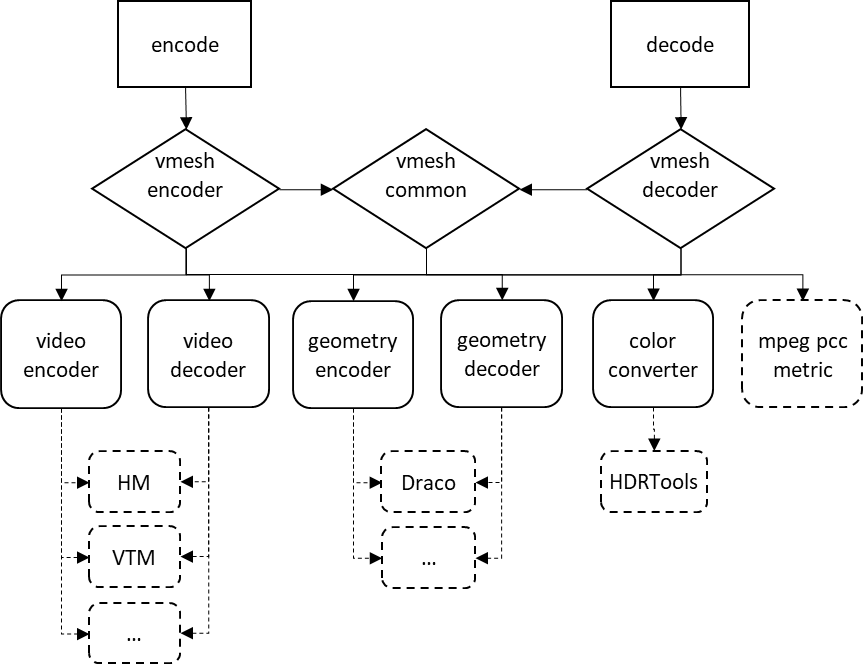 encode
decode
vmesh
encoder
vmesh
common
vmesh
decoder
video
encoder
video
decoder
geometry
encoder
geometry
decoder
color
converter
mpeg pcc
metric
HM
Draco
HDRTools
VTM
...
...